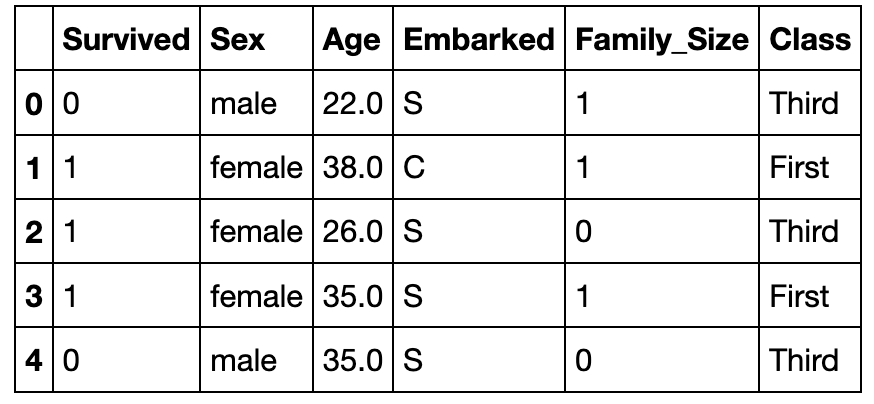 Survived Sex Age Embarked Family_Size Class
0 0 male 22.0 S 1 Third
1 1 female 38.0 C 1 First
2 1 female 26.0 S 0 Third
3 1 female 35.0 S 1 First
4 0 male 35.0 S 0 Third